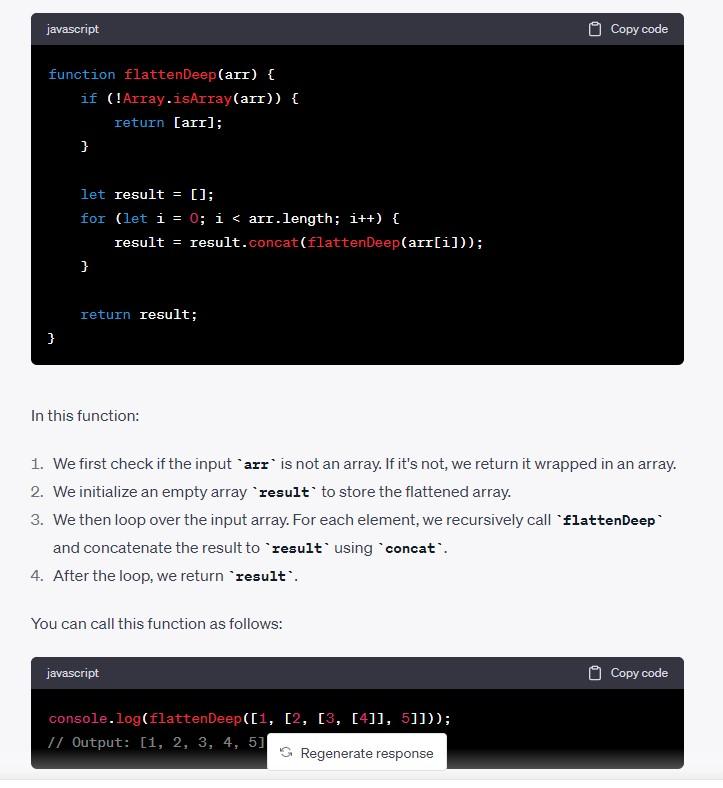 javascript Copy code
function flattenDeep(arr) {
    if (!Array.isArray(arr)) {
        return [arr];
    }
    let result = [];
    for (let i = 0; i < arr.length; i++) {
        result = result.concat(flattenDeep(arr[i]));
    }
    return result;
}
In this function:
1. We first check if the input `arr` is not an array. If it's not, we return it wrapped in an array.
2. We initialize an empty array `result` to store the flattened array.
3. We then loop over the input array. For each element, we recursively call `flattenDeep`
and concatenate the result to `result` using `concat`.
4. After the loop, we return `result`.
You can call this function as follows:
javascript Copy code
console.log(flattenDeep([1, [2, [3, [4]], 5]]));
// Output: [1, 2, 3, 4, 5]
Regenerate response